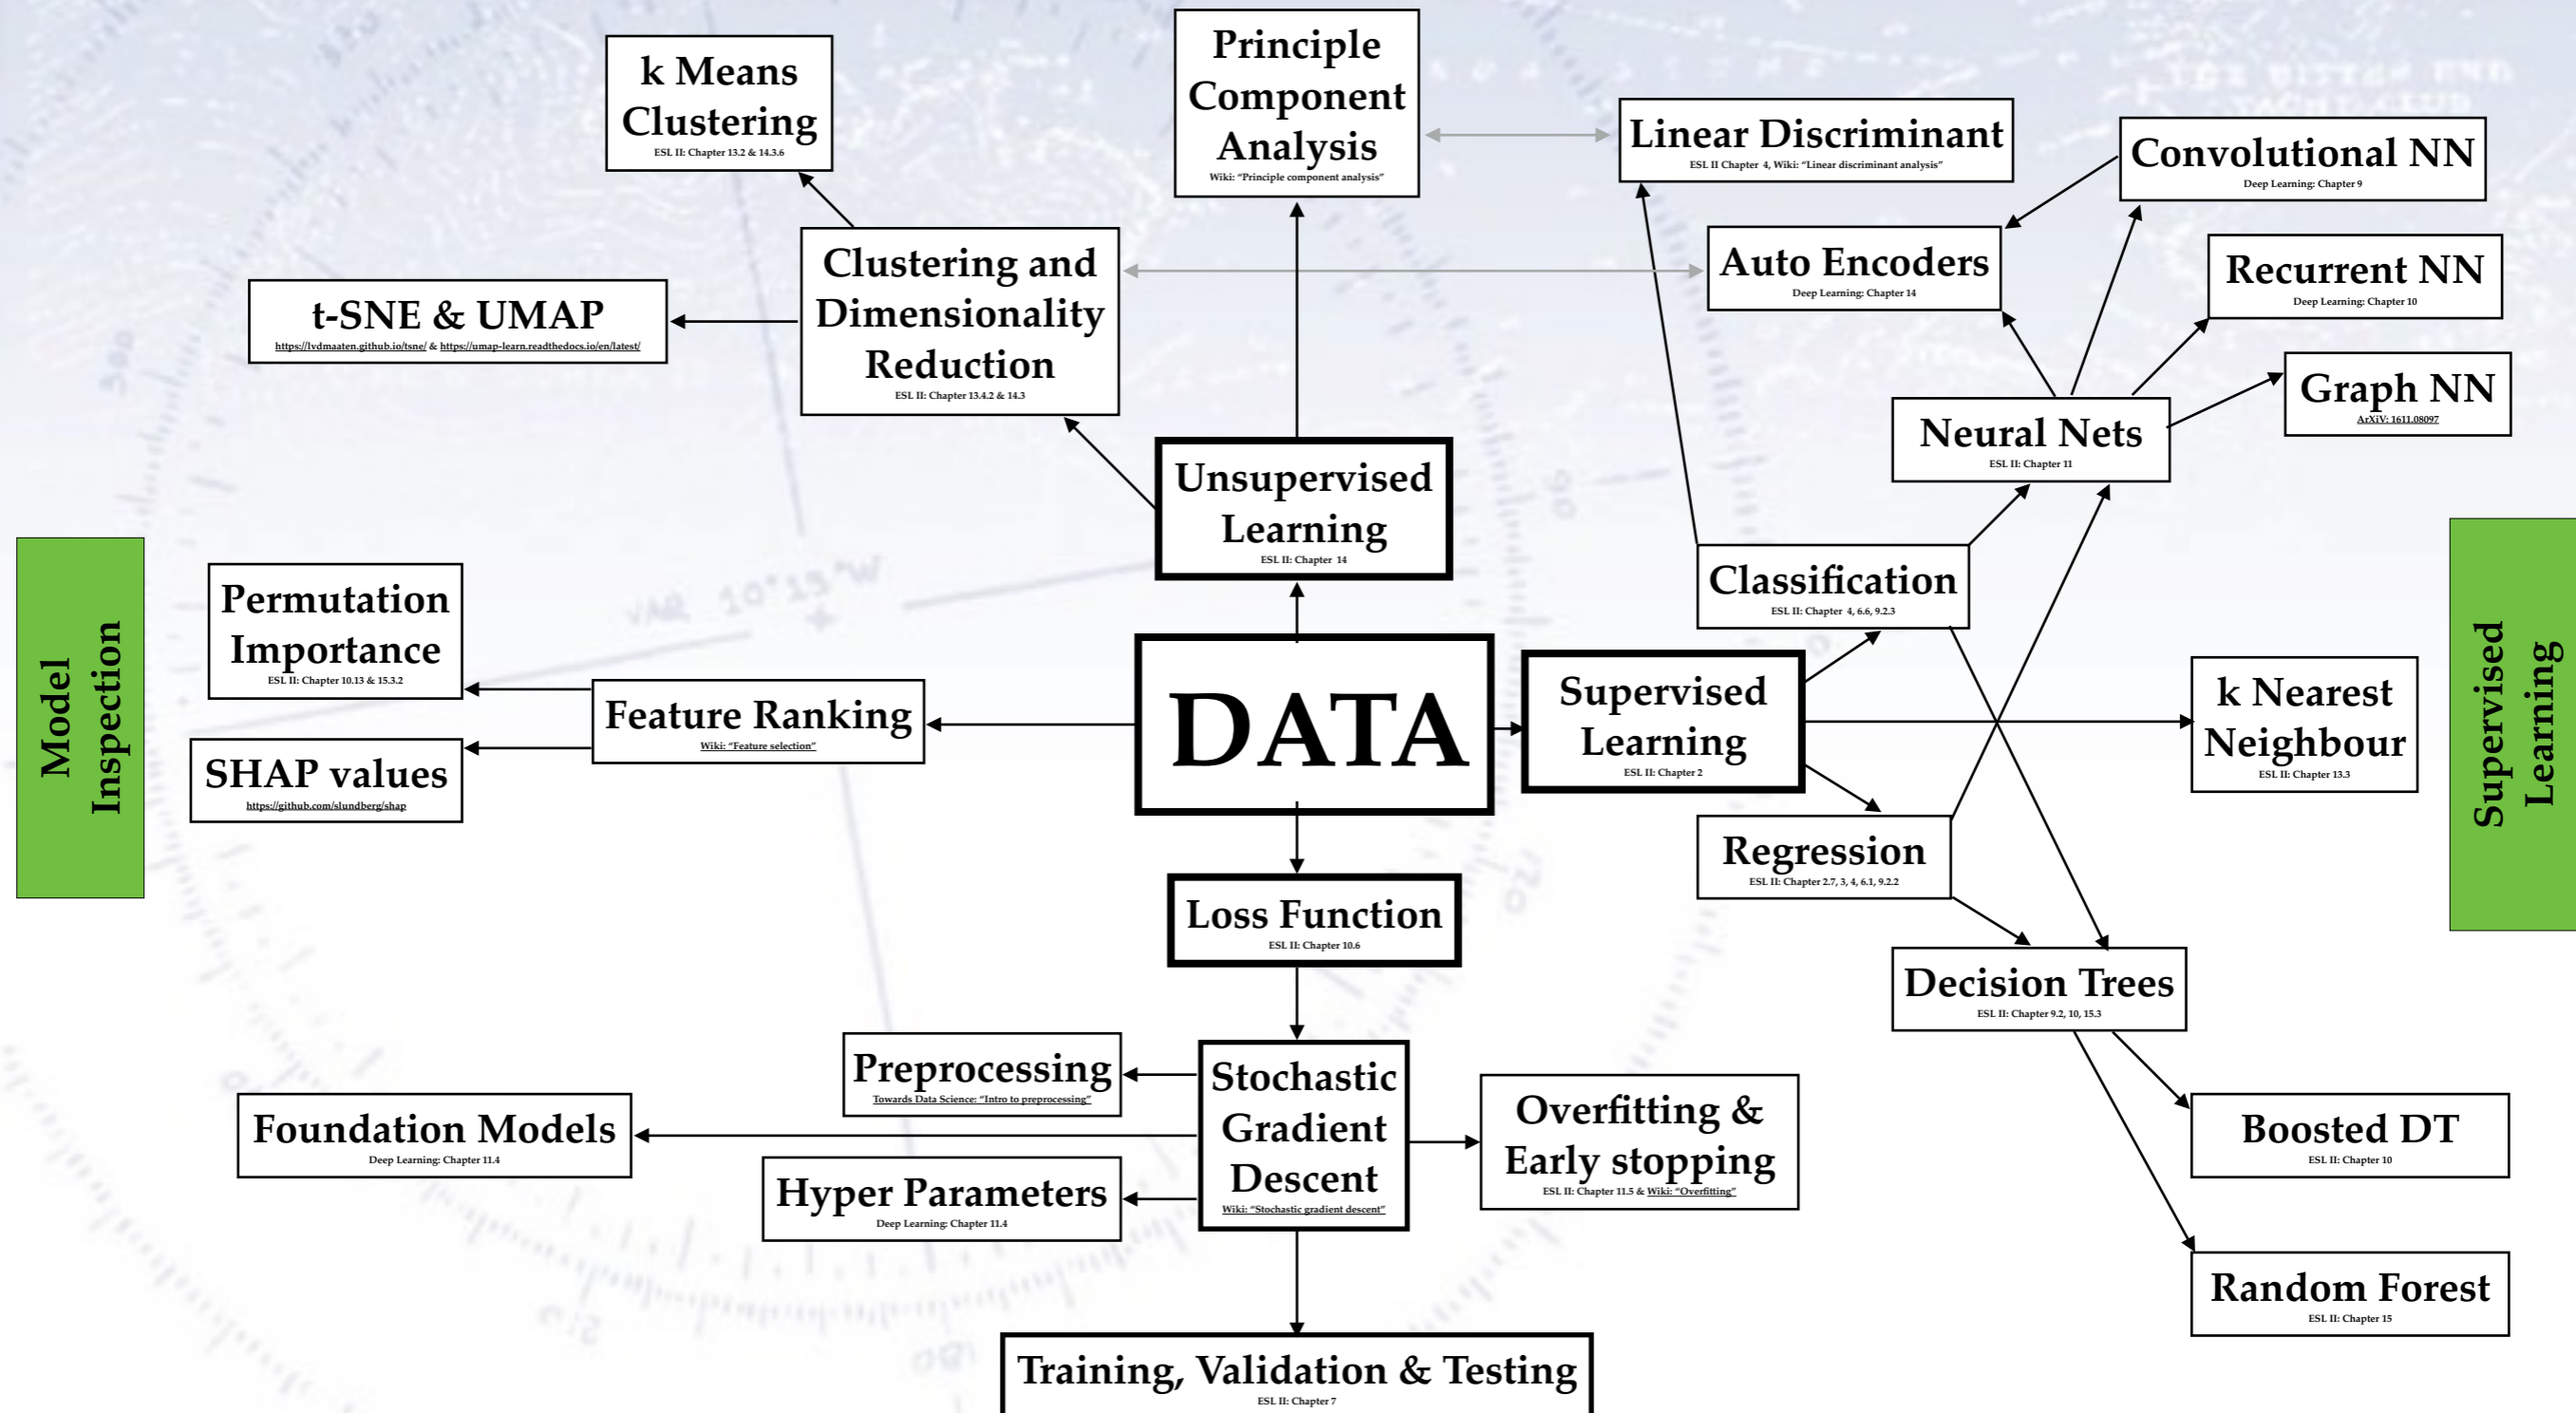 k Means
Clustering
ESL II: Chapter 13.2 & 14.3.6
Principle
Component
Analysis
Wiki: “Principle component analysis”
Linear Discriminant
ESL II Chapter 4, Wiki: “Linear discriminant analysis”
Convolutional NN
Deep Learning: Chapter 9
Auto Encoders
Deep Learning: Chapter 14
Recurrent NN
Deep Learning: Chapter 10
Clustering and
Dimensionality
Reduction
ESL II: Chapter 13.4.2 & 14.3
t-SNE & UMAP
https://lvdmaaten.github.io/tsne/ & https://umap-learn.readthedocs.io/en/latest/
Graph NN
ArXiV: 1611.08097
Neural Nets
ESL II: Chapter 11
Unsupervised
Learning
ESL II: Chapter 14
Model
Inspection
Permutation
Importance
ESL II: Chapter 10.13 & 15.3.2
VAR 10°15'W
Classification
ESL II: Chapter 4, 6.6, 9.2.3
Supervised
Learning
Feature Ranking
Wiki: “Feature selection”
SHAP values
https://github.com/slundberg/shap
DATA
Supervised
Learning
ESL II: Chapter 2
k Nearest
Neighbour
ESL II: Chapter 13.3
Regression
ESL II: Chapter 2.7, 3, 4, 6.1, 9.2.2
Loss Function
ESL II: Chapter 10.6
Decision Trees
ESL II: Chapter 9.2, 10, 15.3
Preprocessing
Towards Data Science: “Intro to preprocessing”
Stochastic
Gradient
Descent
Wiki: “Stochastic gradient descent”
Foundation Models
Deep Learning: Chapter 11.4
Hyper Parameters
Deep Learning: Chapter 11.4
Overfitting &
Early stopping
ESL II: Chapter 11.5 & Wiki: “Overfitting”
Boosted DT
ESL II: Chapter 10
Random Forest
ESL II: Chapter 15
Training, Validation & Testing
ESL II: Chapter 7